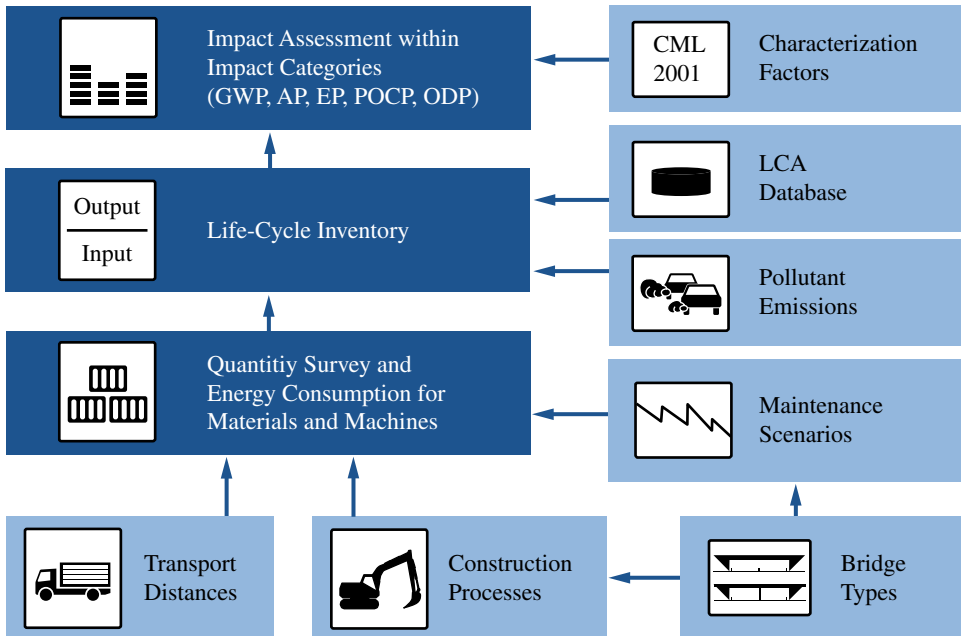 Impact Assessment within
Impact Categories
(GWP, AP, EP, POCP, ODP)
CML
2001
Characterization
Factors
Output
Input
Life-Cycle Inventory
LCA
Database
Pollutant
Emissions
Quantitiy Survey and
Energy Consumption for
Materials and Machines
Maintenance
Scenarios
Transport
Distances
Construction
Processes
Bridge
Types